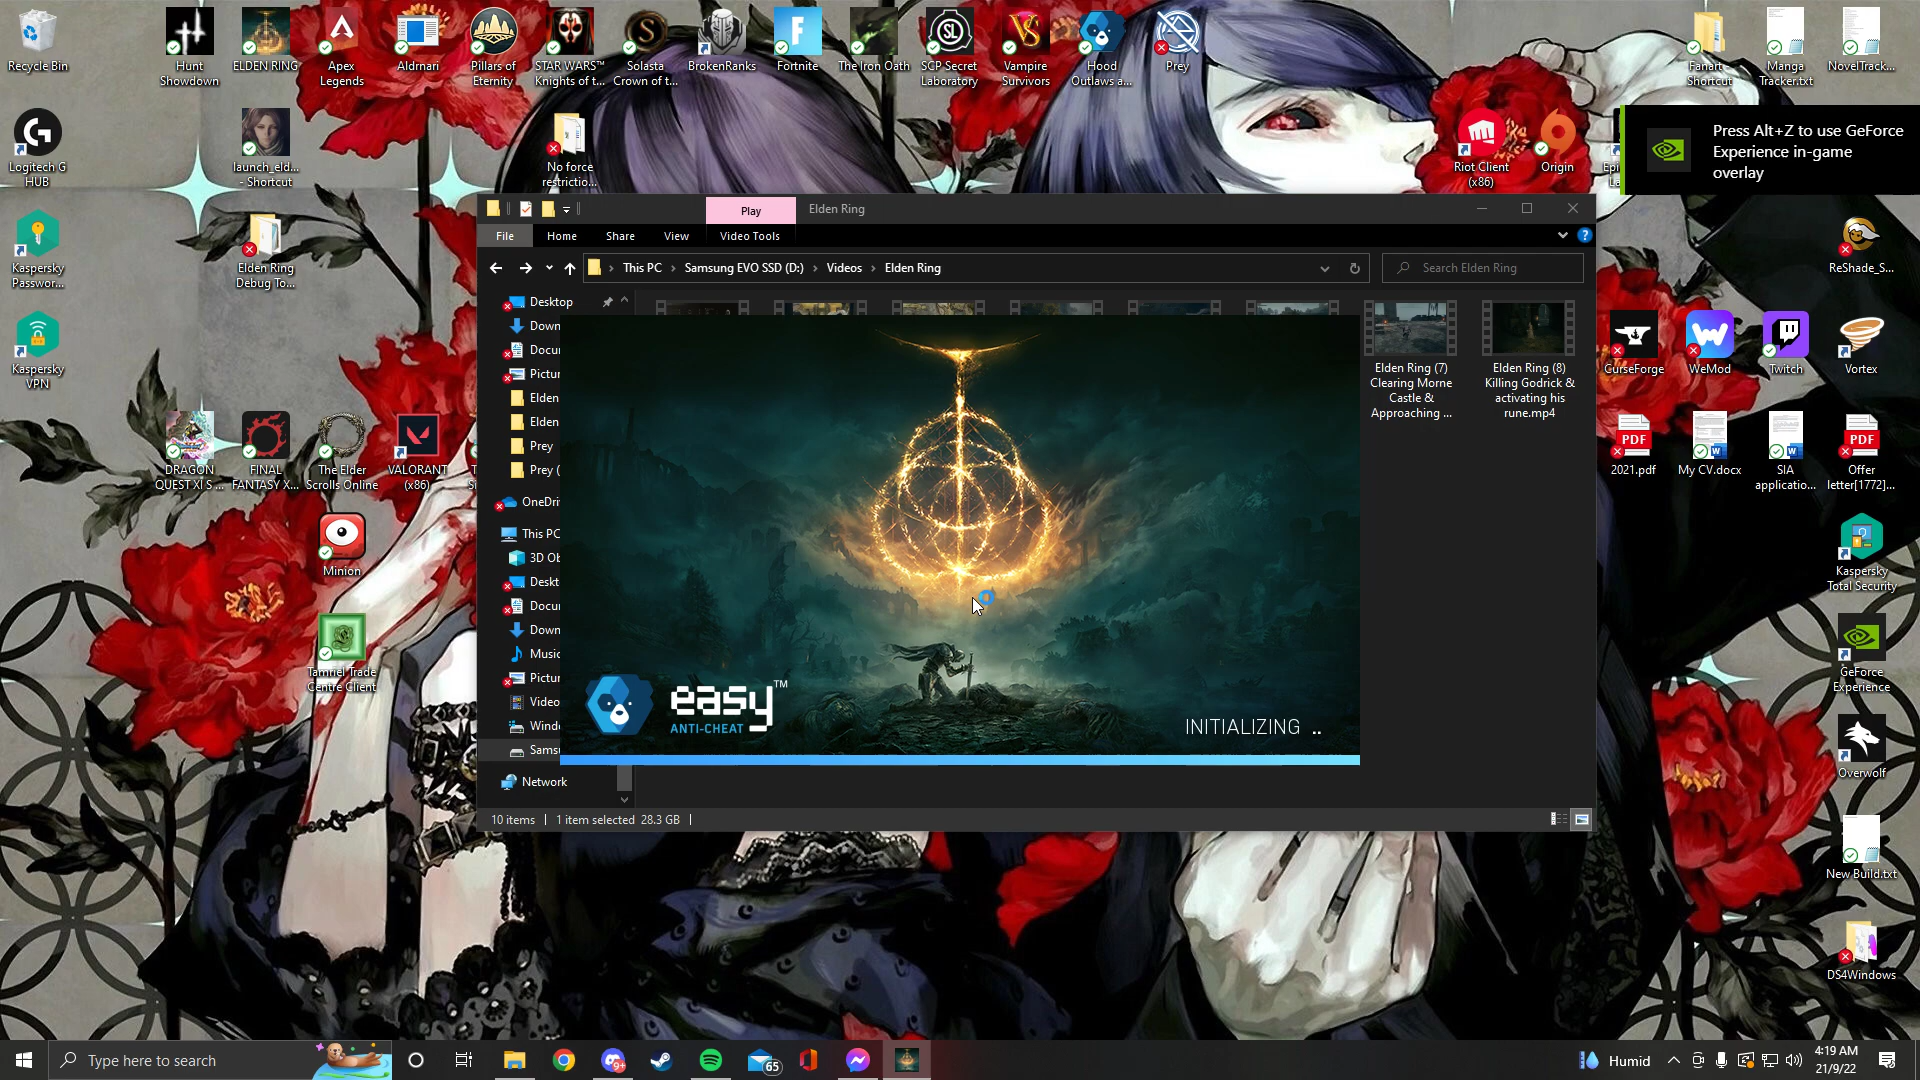 Recycle Bin
Hunt
Showdown
ELDEN RING
Apex
Legends
Aldrnari
Pillars of
Eternity
STAR WARS™
Knights of t...
Solasta
Crown of t...
BrokenRanks
Fortnite
The Iron Oath
SCP Secret
Laboratory
Vampire
Survivors
Hood
Outlaws a...
Prey
Fanart -
Shortcut
Manga
Tracker.txt
NovelTrack...
Logitech G
HUB
launch_eld...
- Shortcut
No force
restrictio...
Riot Client
(x86)
Origin
Press Alt+Z to use GeForce
Experience in-game
overlay
Kaspersky
Passwor...
Elden Ring
Debug To...
ReShade_S...
Kaspersky
VPN
CurseForge
WeMod
Twitch
Vortex
DRAGON
QUEST XI S ...
FINAL
FANTASY X...
The Elder
Scrolls Online
VALORANT
(x86)
PDF
2021.pdf
My CV.docx
SIA
applicatio...
PDF
Offer
letter[1772]...
Minion
Kaspersky
Total Security
Tamriel Trade
Centre Client
GeForce
Experience
Overwolf
New Build.txt
DS4Windows
Play
Elden Ring
File
Home
Share
View
Video Tools
This PC
Samsung EVO SSD (D:)
Videos
Elden Ring
Search Elden Ring
Desktop
Down
Docu
Pictur
Elden
Elden
Prey
Prey (
OneDri
This PC
3D Ob
Deskt
Docu
Down
Music
Pictur
Video
Wind
Sams
Network
Elden Ring (7)
Clearing Morne
Castle &
Approaching ...
Elden Ring (8)
Killing Godrick &
activating his
rune.mp4
easy™
ANTI-CHEAT
INITIALIZING ..
10 items
1 item selected 28.3 GB
Type here to search
9+
65
Humid
4:19 AM
21/9/22